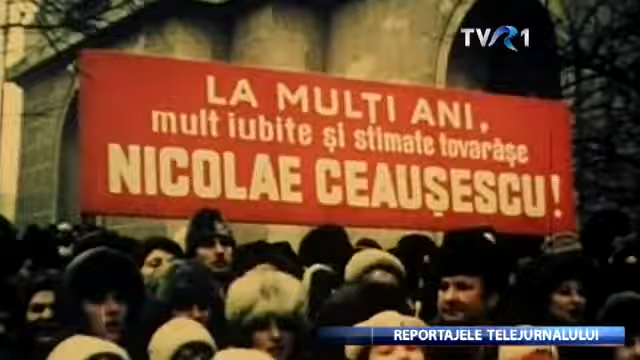 TVR1
LA MULȚI ANI,
mult iubite și stimate tovarășe
NICOLAE CEAUȘESCU!
REPORTAJELE TELEJURNALULUI